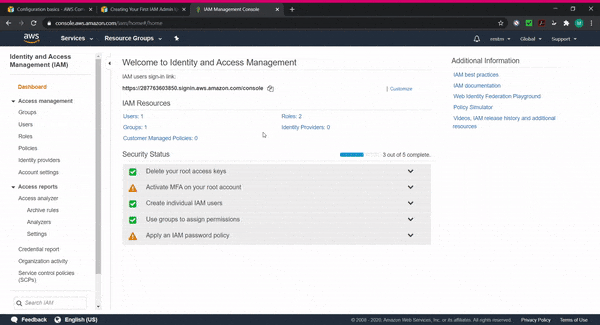 Configuration basics - AWS Com
Creating Your First IAM Admin U
IAM Management Console
console.aws.amazon.com/iam/home#/home
aws
Services
Resource Groups
Global
Support
Identity and Access
Management (IAM)
Dashboard
Access management
Groups
Users
Roles
Policies
Identity providers
Account settings
Access reports
Access analyzer
Archive rules
Analyzers
Settings
Credential report
Organization activity
Service control policies
(SCPs)
Search IAM
Welcome to Identity and Access Management
IAM users sign-in link:
https://287763603850.signin.aws.amazon.com/console
Customize
IAM Resources
Users: 1
Roles: 2
Groups: 1
Identity Providers: 0
Customer Managed Policies: 0
Security Status
3 out of 5 complete.
Delete your root access keys
Activate MFA on your root account
Create individual IAM users
Use groups to assign permissions
Apply an IAM password policy
Additional Information
IAM best practices
IAM documentation
Web Identity Federation Playground
Policy Simulator
Videos, IAM release history and additional
resources
Feedback
English (US)
© 2008 - 2020, Amazon Web Services, Inc. or its affiliates. All rights reserved.
Privacy Policy
Terms of Use